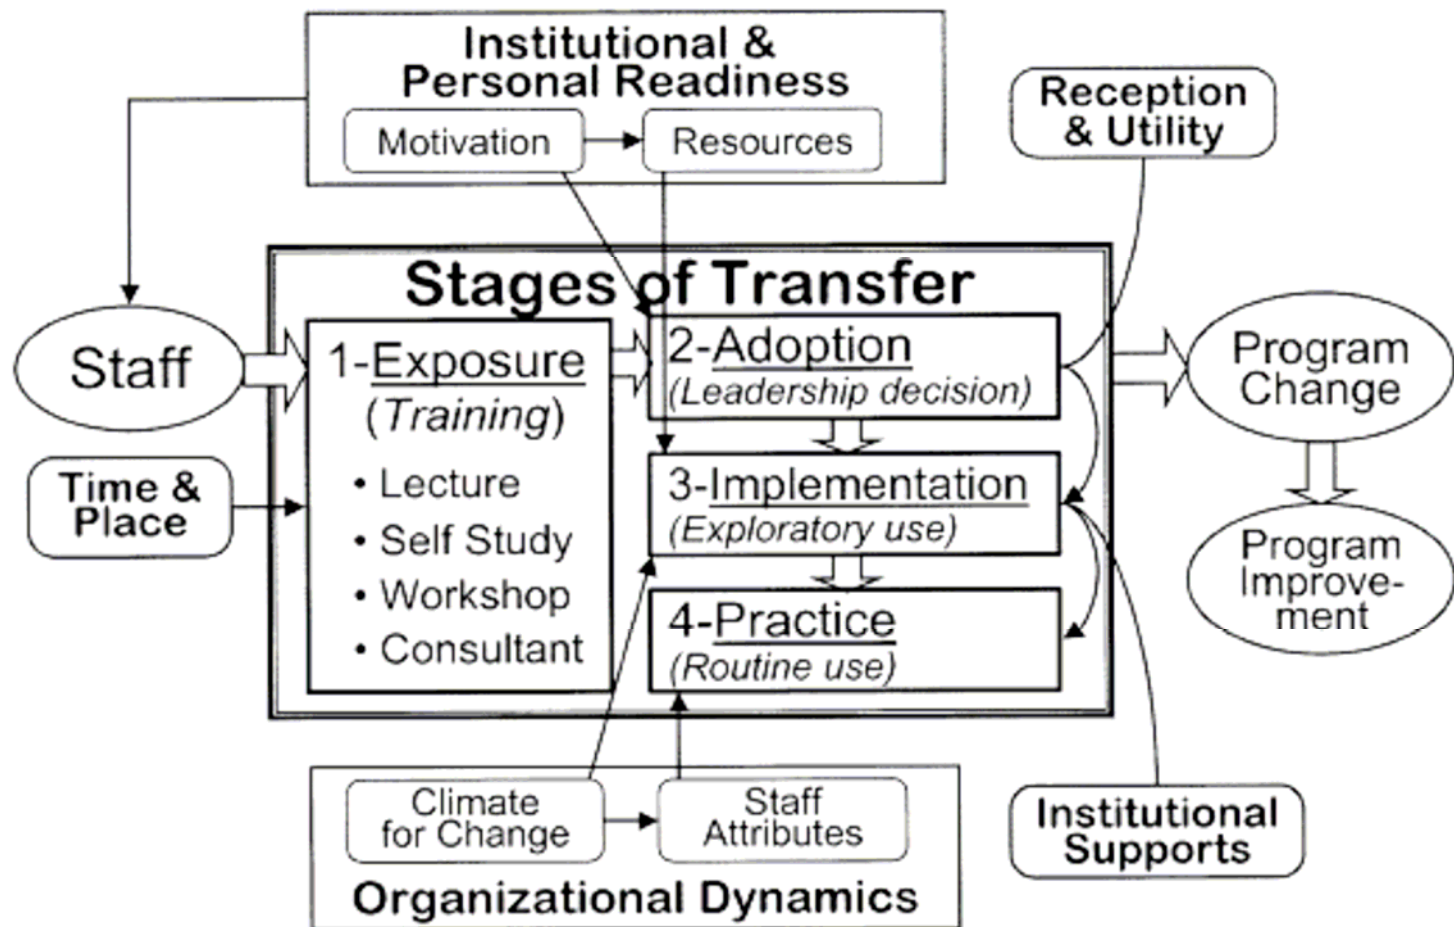 Institutional &
Personal Readiness
Motivation
Resources
Reception
& Utility
Stages of Transfer
Staff
1-Exposure
(Training)
• Lecture
• Self Study
• Workshop
• Consultant
2-Adoption
(Leadership decision)
3-Implementation
(Exploratory use)
4-Practice
(Routine use)
Time &
Place
Program
Change
Program
Improve-
ment
Climate
for Change
Staff
Attributes
Organizational Dynamics
Institutional
Supports